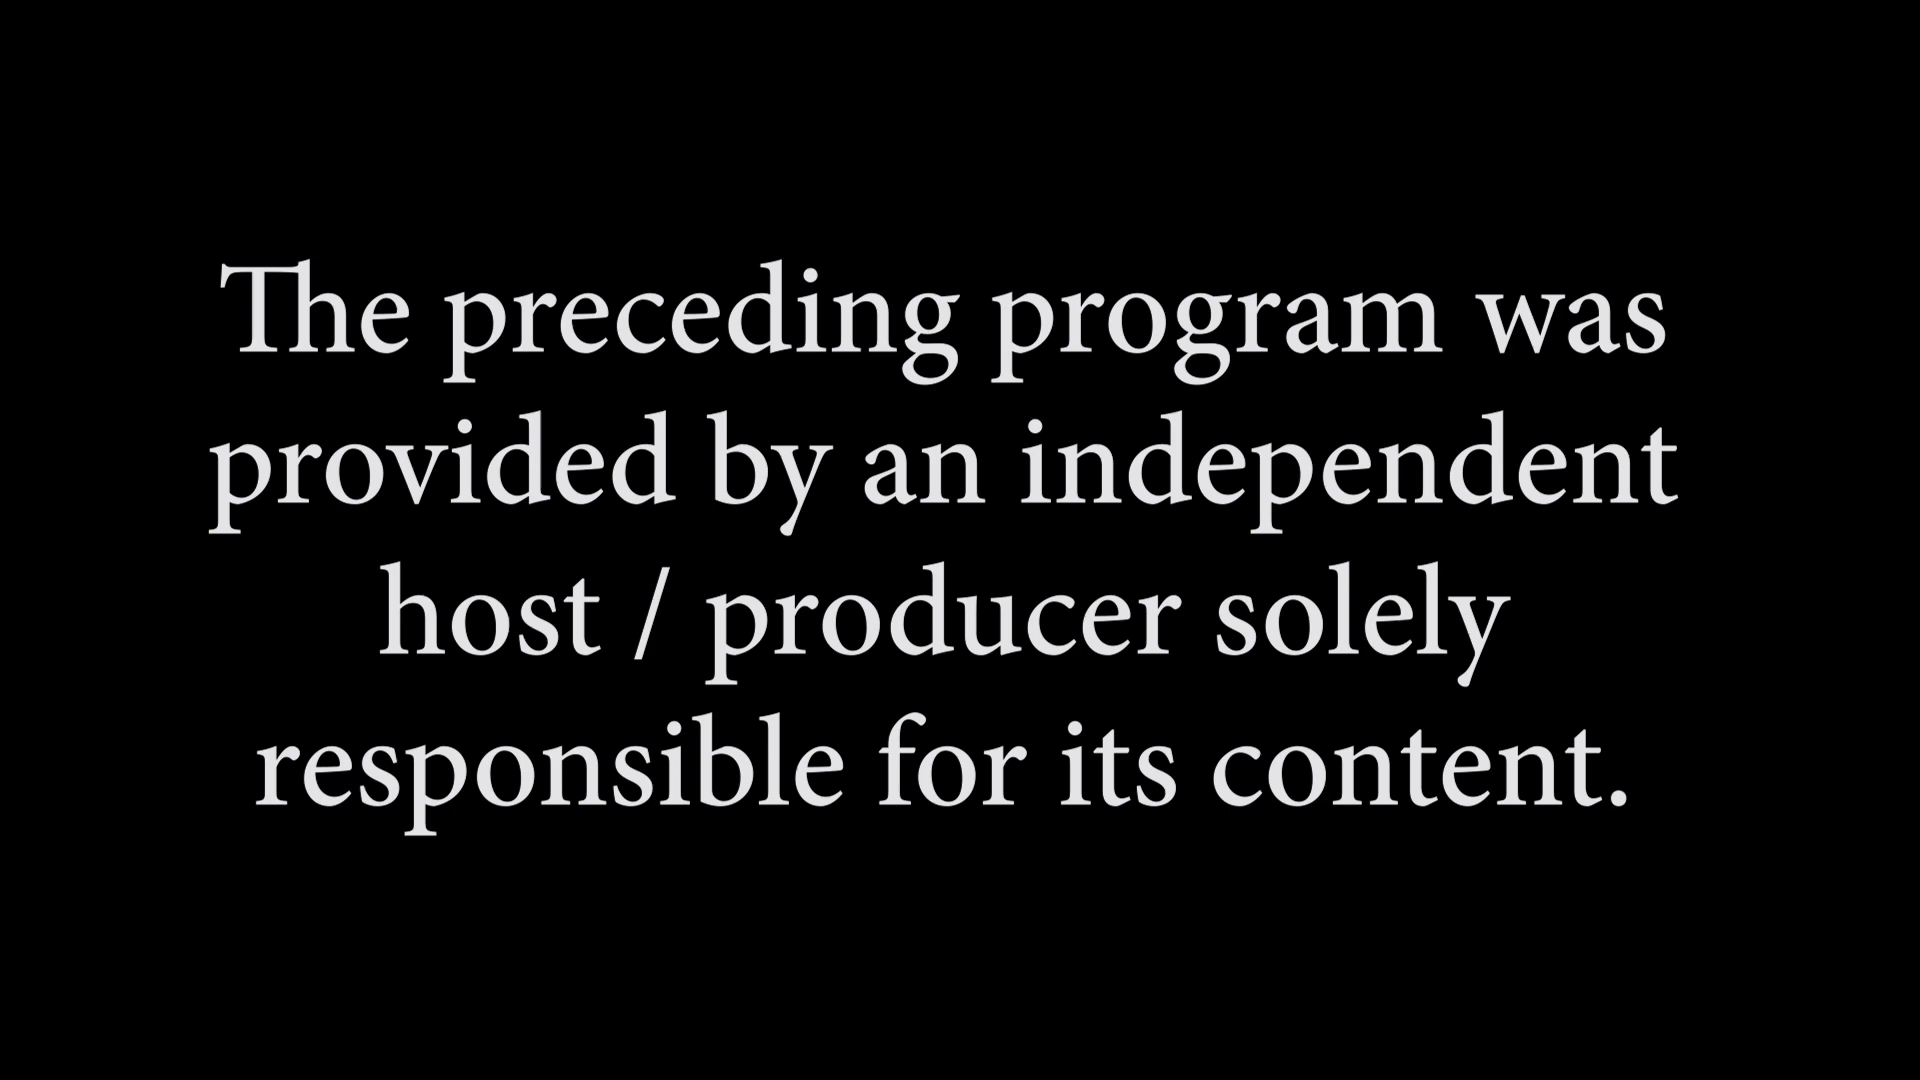 The preceding program was
provided by an independent
host / producer solely
responsible for its content.